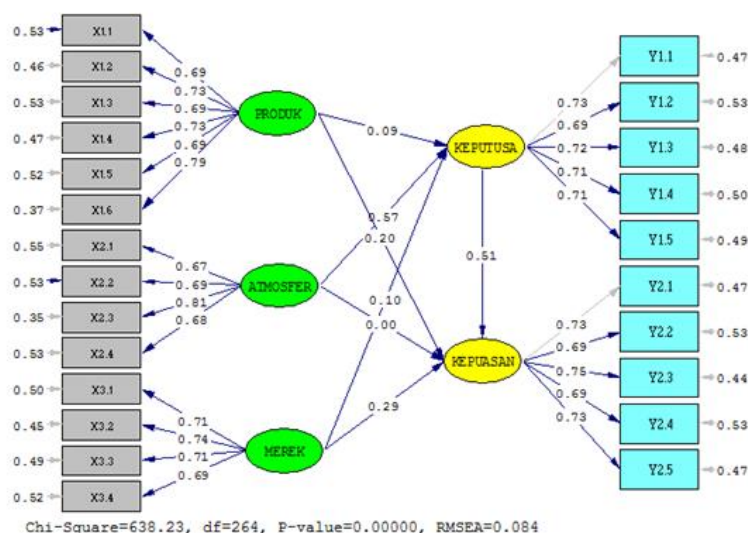 0.53 X1.1
0.46 X1.2
0.53 X1.3
0.47 X1.4
0.52 X1.5
0.37 X1.6
0.55 X2.1
0.53 X2.2
0.35 X2.3
0.53 X2.4
0.50 X3.1
0.45 X3.2
0.49 X3.3
0.52 X3.4
0.69
0.73
0.69
0.73
0.69
0.79
0.67
0.69
0.81
0.68
0.71
0.74
0.71
0.69
PRODUK
ATMOSFER
MEREK
0.09
0.57
0.20
0.10
0.00
0.29
KEPUTUSA
0.51
KEPUASAN
0.73
0.69
0.72
0.71
0.71
0.73
0.69
0.75
0.69
0.73
Y1.1 0.47
Y1.2 0.53
Y1.3 0.48
Y1.4 0.50
Y1.5 0.49
Y2.1 0.47
Y2.2 0.53
Y2.3 0.44
Y2.4 0.53
Y2.5 0.47
Chi-Square=638.23, df=264, P-value=0.00000, RMSEA=0.084